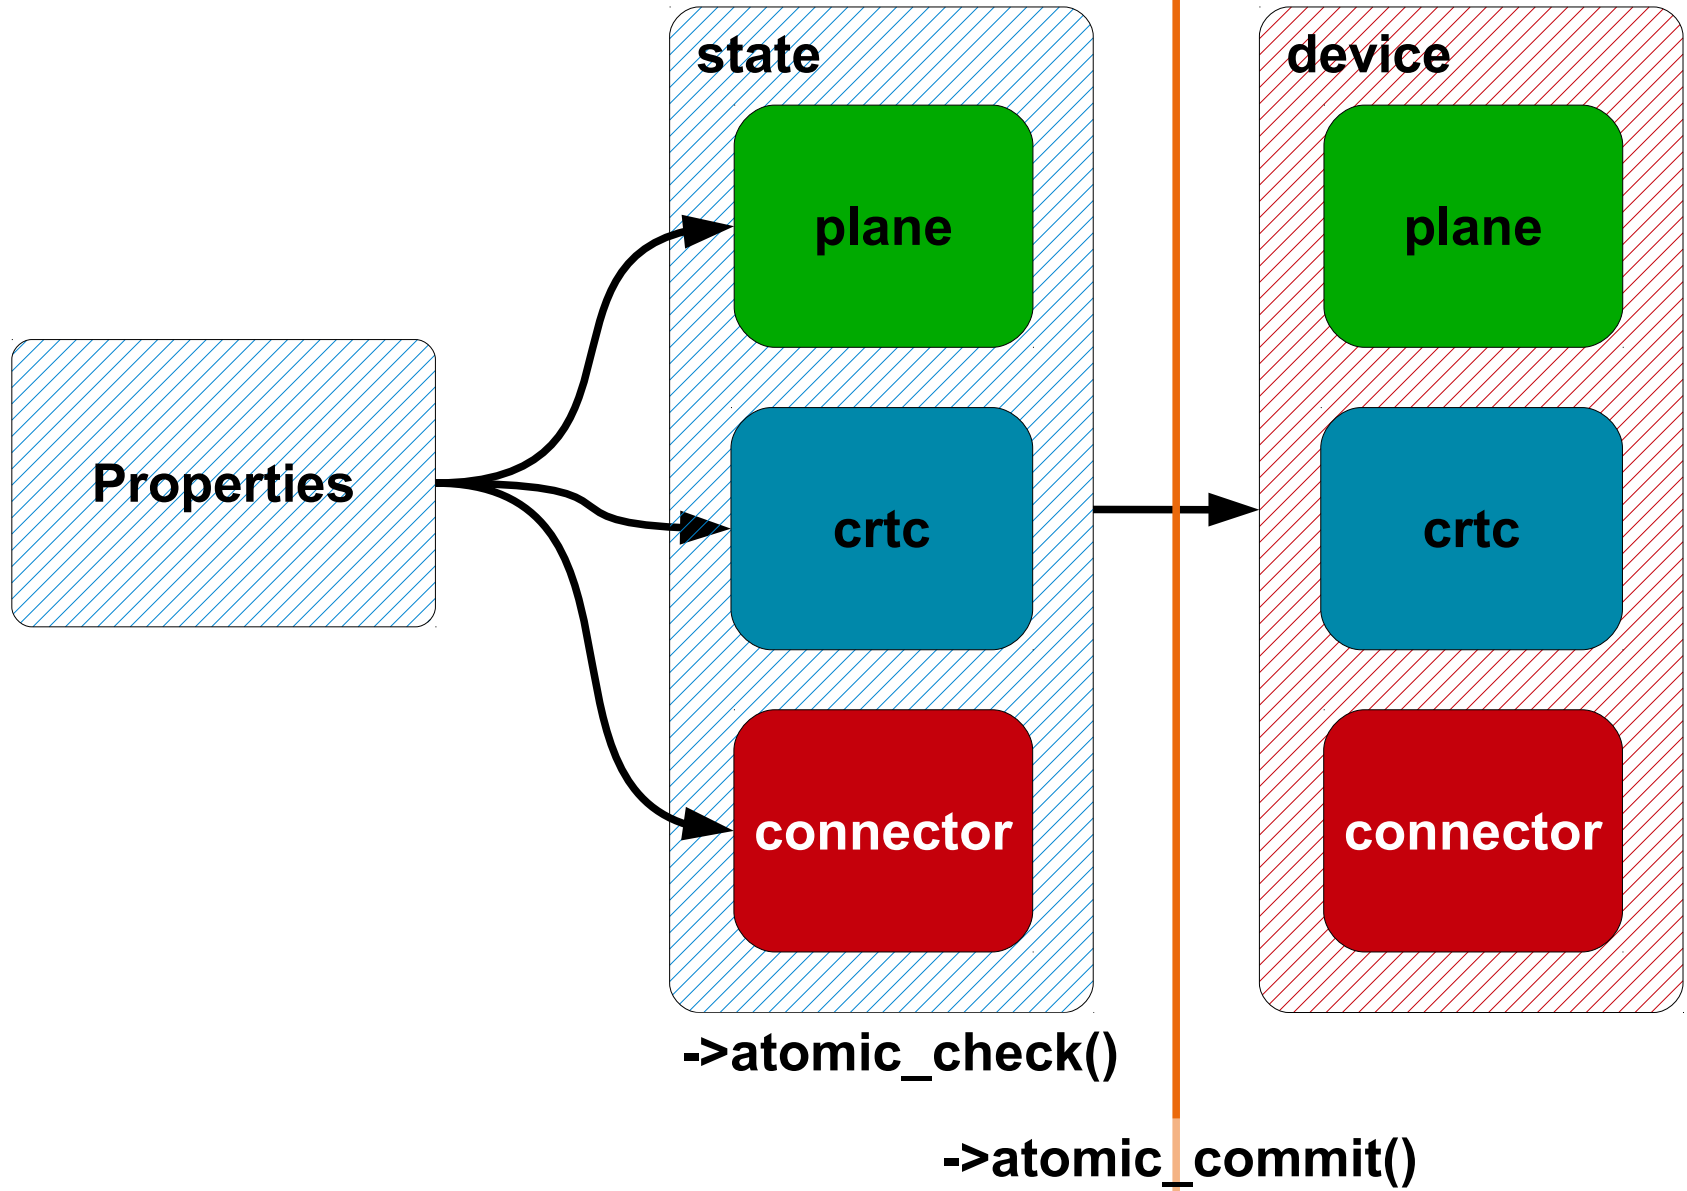 state
device
plane
plane
Properties
crtc
crtc
connector
connector
->atomic_check()
->atomic_commit()